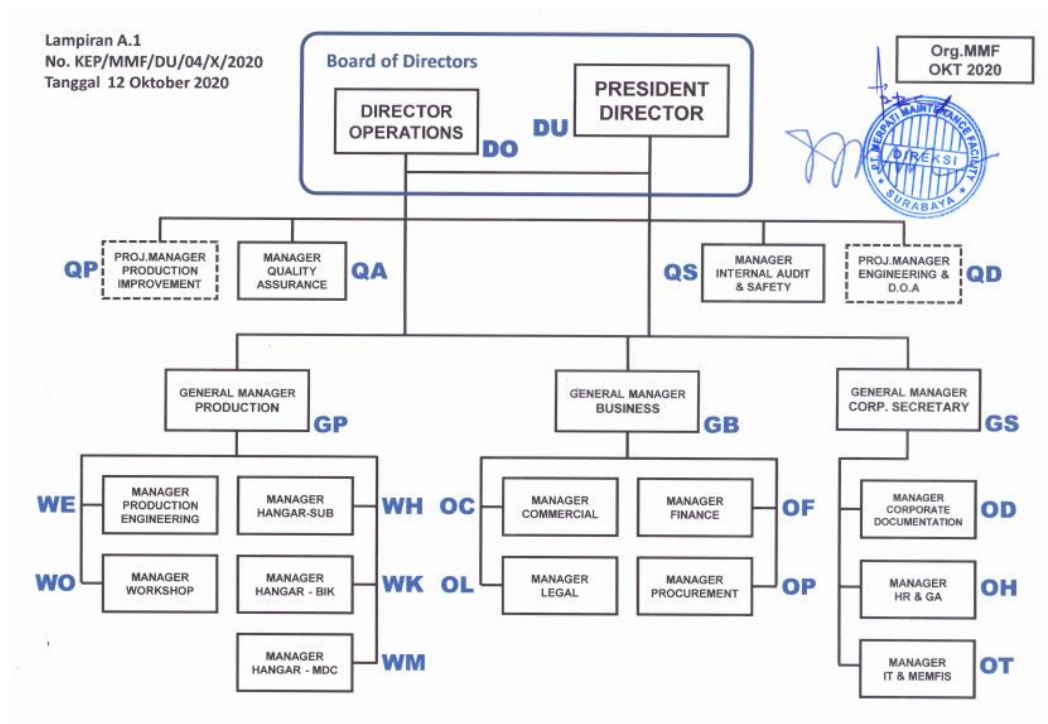 Lampiran A.1
No. KEP/MMF/DU/04/X/2020
Tanggal 12 Oktober 2020
Board of Directors
Org.MMF
OKT 2020
DIRECTOR
OPERATIONS
DO
PRESIDENT
DIRECTOR
DU
PT. MERPATI MAINTENANCE FACILITY
DIREKSI
SURABAYA
QP
PROJ.MANAGER
PRODUCTION
IMPROVEMENT
MANAGER
QUALITY
ASSURANCE
QA
QS
MANAGER
INTERNAL AUDIT
& SAFETY
PROJ.MANAGER
ENGINEERING &
D.O.A
QD
GENERAL MANAGER
PRODUCTION
GP
GENERAL MANAGER
BUSINESS
GB
GENERAL MANAGER
CORP. SECRETARY
GS
WE
MANAGER
PRODUCTION
ENGINEERING
MANAGER
HANGAR-SUB
WH
OC
MANAGER
COMMERCIAL
MANAGER
FINANCE
OF
MANAGER
CORPORATE
DOCUMENTATION
OD
WO
MANAGER
WORKSHOP
MANAGER
HANGAR - BIK
WK
OL
MANAGER
LEGAL
MANAGER
PROCUREMENT
OP
MANAGER
HR & GA
OH
MANAGER
HANGAR - MDC
WM
MANAGER
IT & MEMFIS
OT